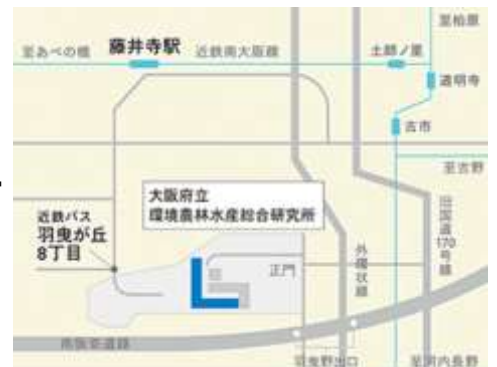 至柏原
至あべの橋
藤井寺駅
近鉄南大阪線
土師ノ里
道明寺
古市
至吉野
大阪府立
環境農林水産総合研究所
近鉄バス
羽曳が丘
8丁目
正門
外環状線
旧国道170号線
南阪奈道路
羽曳野出口
至河内長野